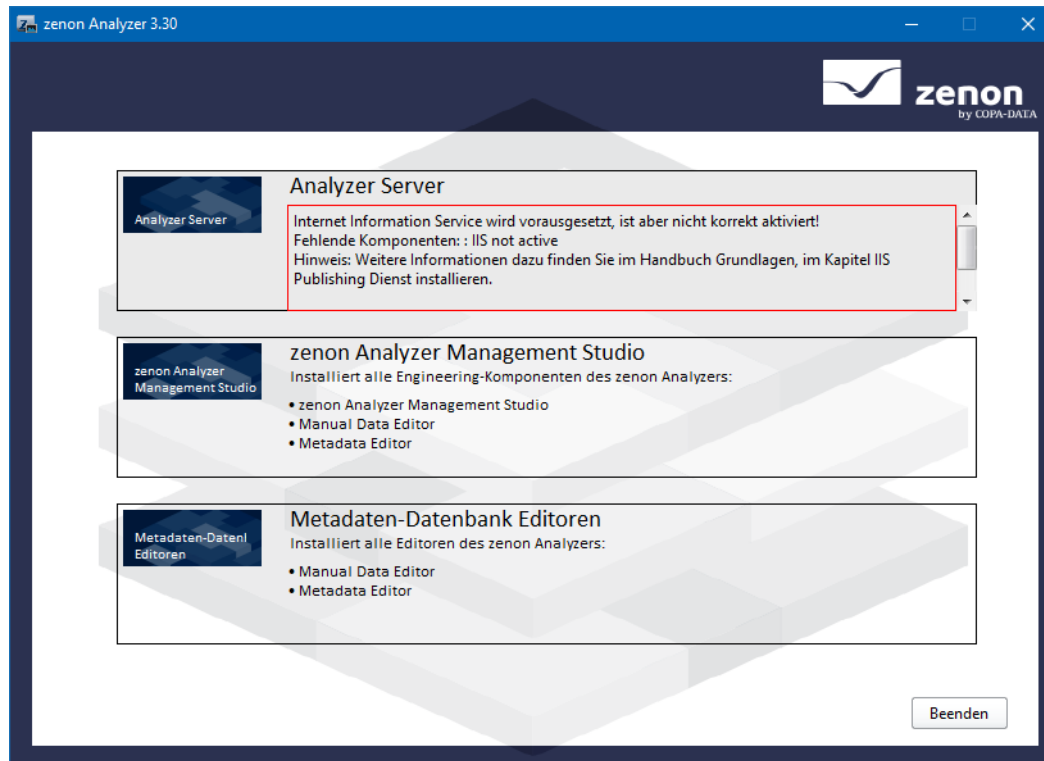 zenon Analyzer 3.30
zenon
by COPA-DATA
Analyzer Server
Analyzer Server
Internet Information Service wird vorausgesetzt, ist aber nicht korrekt aktiviert!
Fehlende Komponenten: : IIS not active
Hinweis: Weitere Informationen dazu finden Sie im Handbuch Grundlagen, im Kapitel IIS
Publishing Dienst installieren.
zenon Analyzer
Management Studio
zenon Analyzer Management Studio
Installiert alle Engineering-Komponenten des zenon Analyzers:
• zenon Analyzer Management Studio
• Manual Data Editor
• Metadata Editor
Metadaten-Datenl
Editoren
Metadaten-Datenbank Editoren
Installiert alle Editoren des zenon Analyzers:
• Manual Data Editor
• Metadata Editor
Beenden